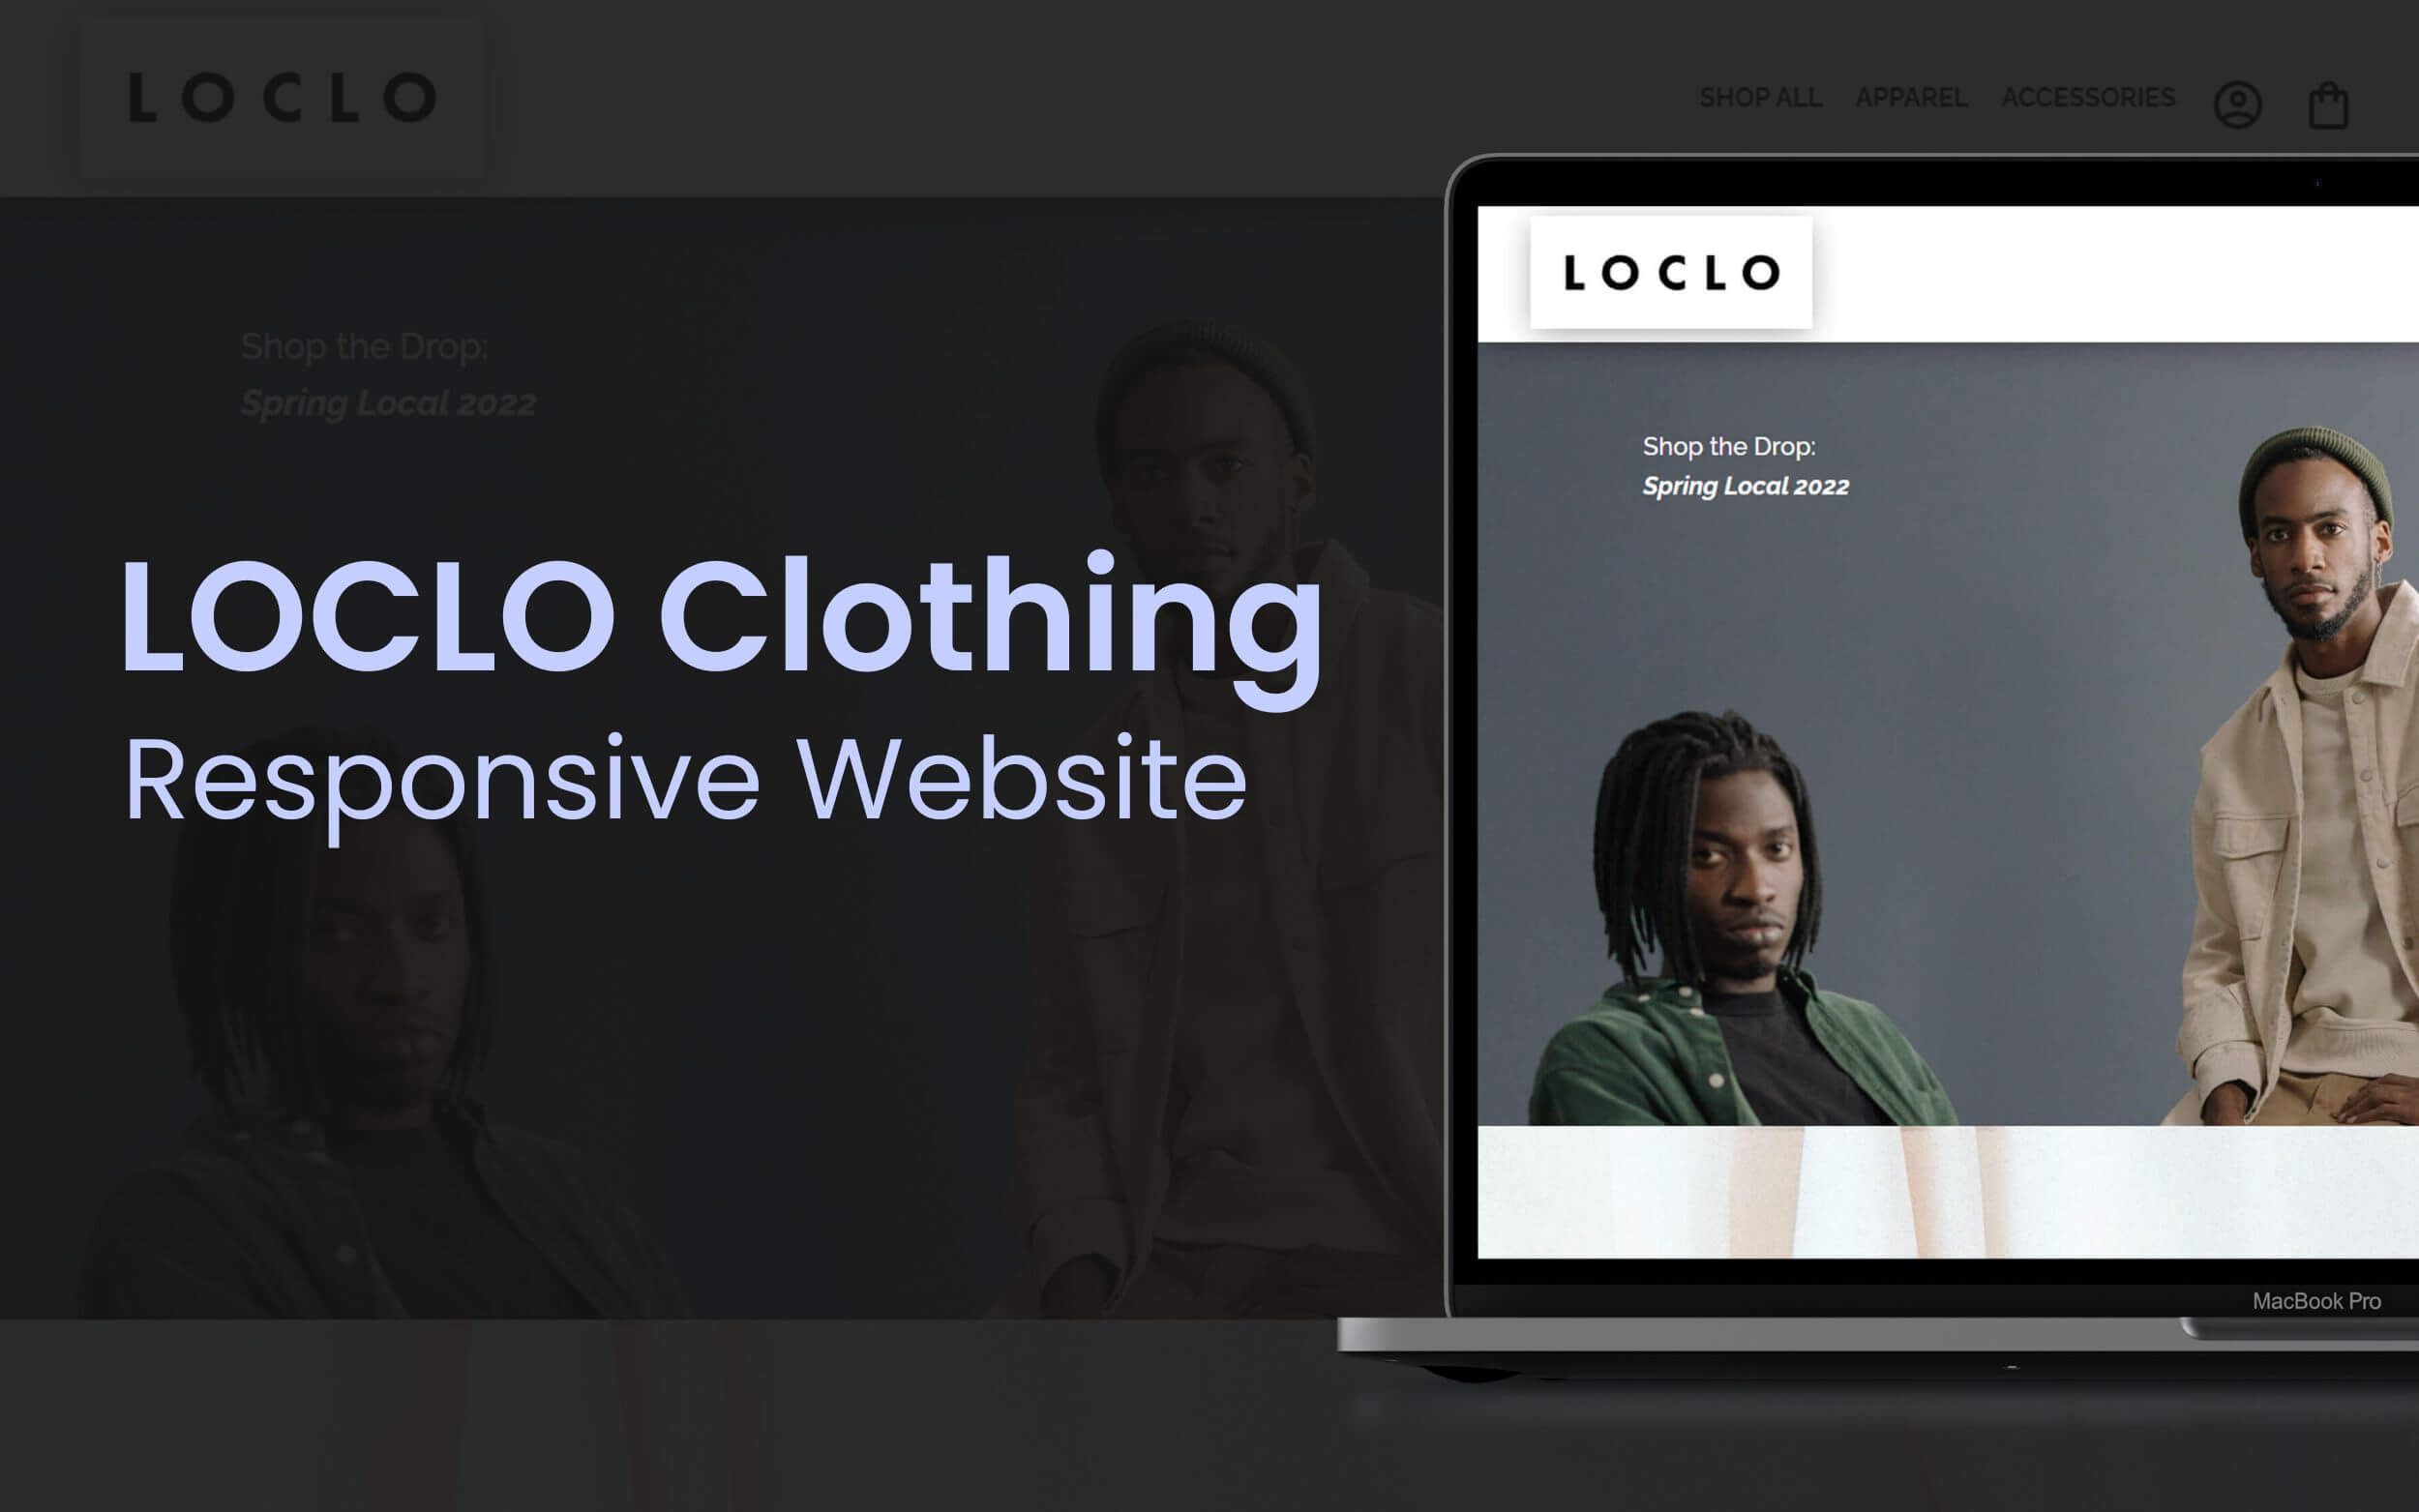 LOCLO
SHOP ALL APPAREL ACCESSORIES
Shop the Drop:
Spring Local 2022
LOCLO Clothing
Responsive Website
LOCLO
Shop the Drop:
Spring Local 2022
MacBook Pro